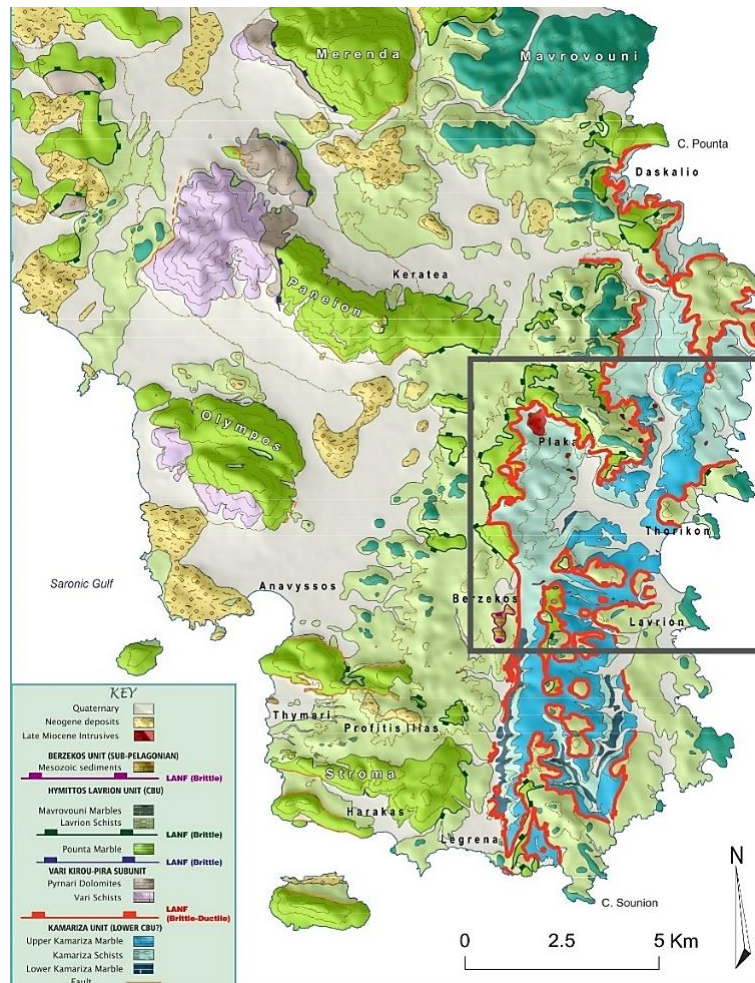 Merenda
Mavrovouni
C. Pounta
Daskalio
Keratea
Paneion
Olympos
Plaka
Thorikon
Saronic Gulf
Anavyssos
Berzekos
Lavrion
Thymari
Profitis Ilias
Stroma
Harakas
Legrena
C. Sounion
N
0 2.5 5 Km
KEY
Quaternary
Neogene deposits
Late Miocene Intrusives
BERZEKOS UNIT (SUB-PELAGONIAN)
Mesozoic sediments
LANF (Brittle)
HYMITTOS LAVRION UNIT (CBU)
Mavrovouni Marbles
Lavrion Schists
LANF (Brittle)
Pounta Marble
LANF (Brittle)
VARI KIROU-PIRA SUBUNIT
Pyrnari Dolomites
Vari Schists
LANF
(Brittle-Ductile)
KAMARIZA UNIT (LOWER CBU?)
Upper Kamariza Marble
Kamariza Schists
Lower Kamariza Marble
Fault